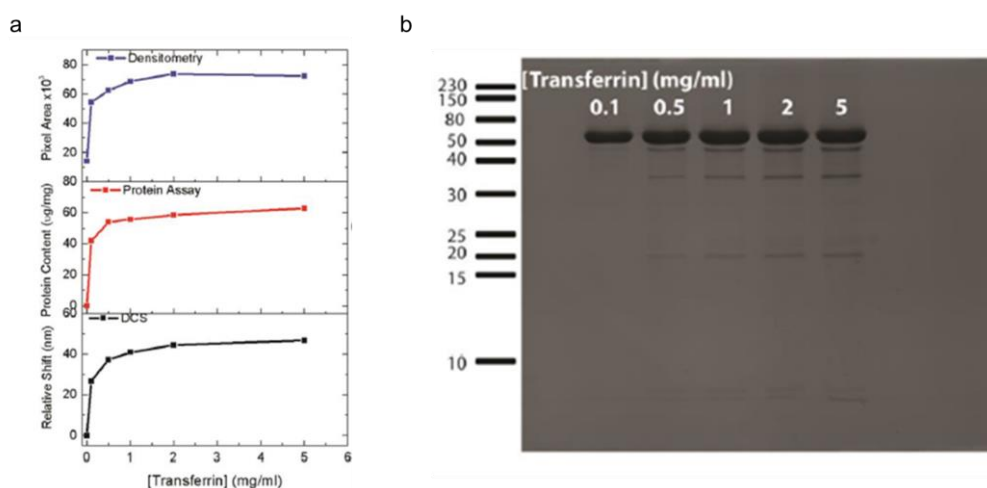 a
Densitometry
Pixel Area x10³
80
60
40
20
Protein Assay
Protein Content (ug/mg)
80
60
40
20
0
DCS
Relative Shift (nm)
60
40
20
0
0 1 2 3 4 5 6
[Transferrin] (mg/ml)
b
[Transferrin] (mg/ml)
0.1 0.5 1 2 5
230
150
80
50
40
30
25
20
15
10